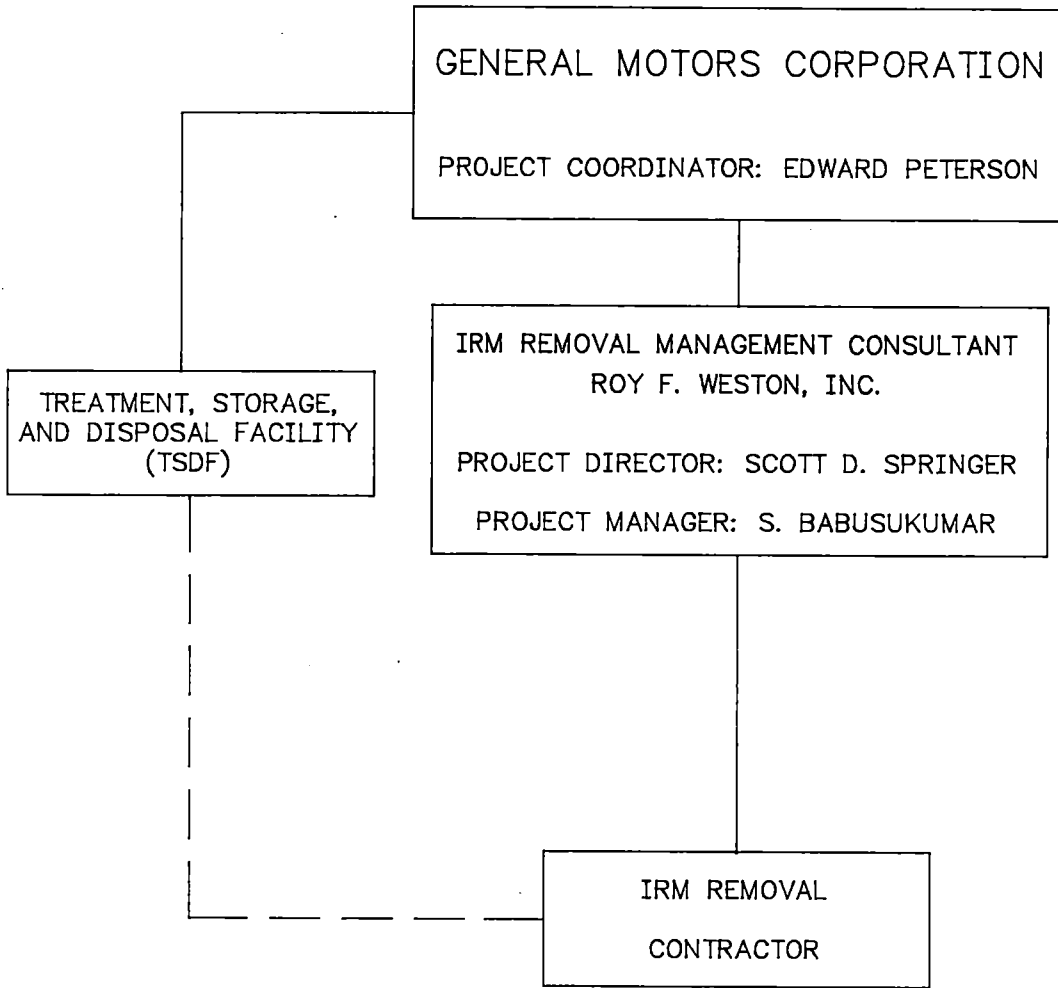 GENERAL MOTORS CORPORATION
PROJECT COORDINATOR: EDWARD PETERSON
IRM REMOVAL MANAGEMENT CONSULTANT
ROY F. WESTON, INC.
PROJECT DIRECTOR: SCOTT D. SPRINGER
PROJECT MANAGER: S. BABUSUKUMAR
TREATMENT, STORAGE,
AND DISPOSAL FACILITY
(TSDF)
IRM REMOVAL
CONTRACTOR